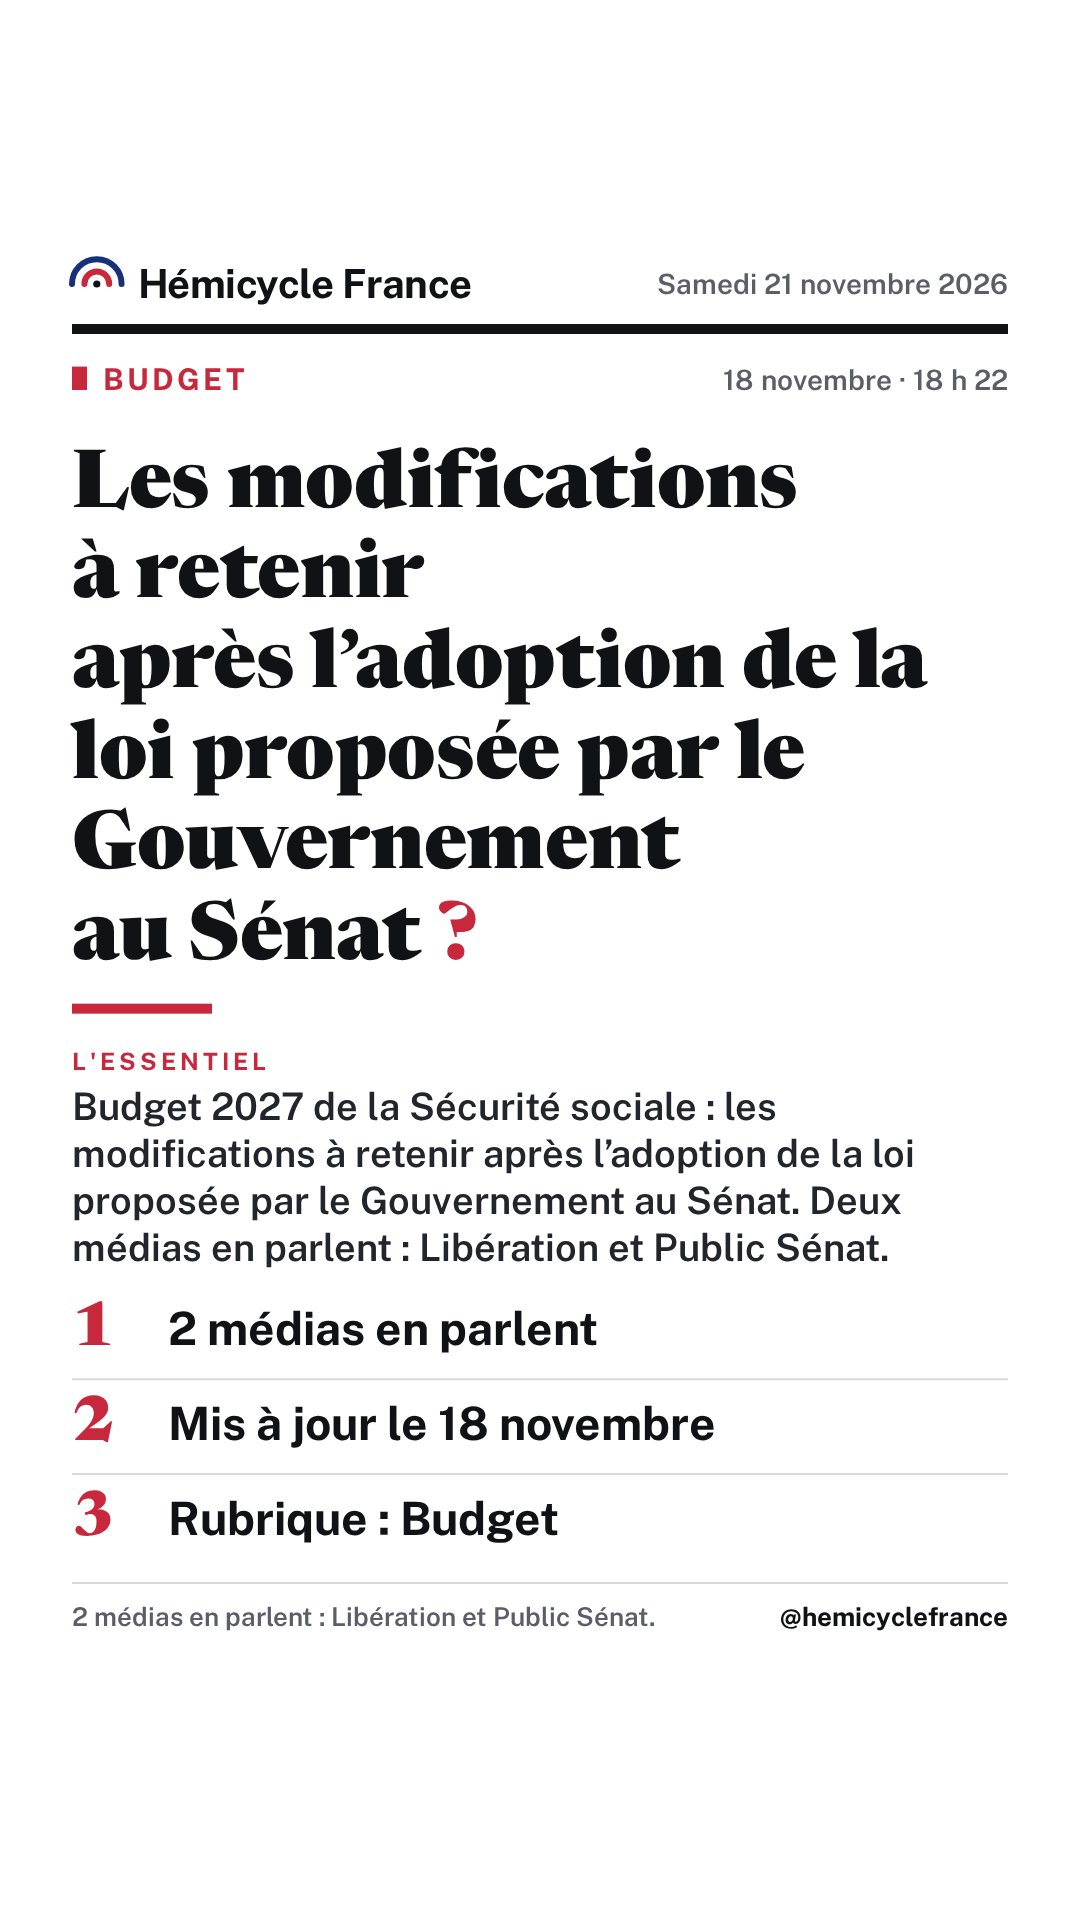 Hémicycle France
Samedi 21 novembre 2026
BUDGET
18 novembre · 18 h 22
Les modifications
à retenir
après l’adoption de la
loi proposée par le
Gouvernement
au Sénat ?
L'ESSENTIEL
Budget 2027 de la Sécurité sociale : les
modifications à retenir après l’adoption de la loi
proposée par le Gouvernement au Sénat. Deux
médias en parlent : Libération et Public Sénat.
1 2 médias en parlent
2 Mis à jour le 18 novembre
3 Rubrique : Budget
2 médias en parlent : Libération et Public Sénat.
@hemicyclefrance